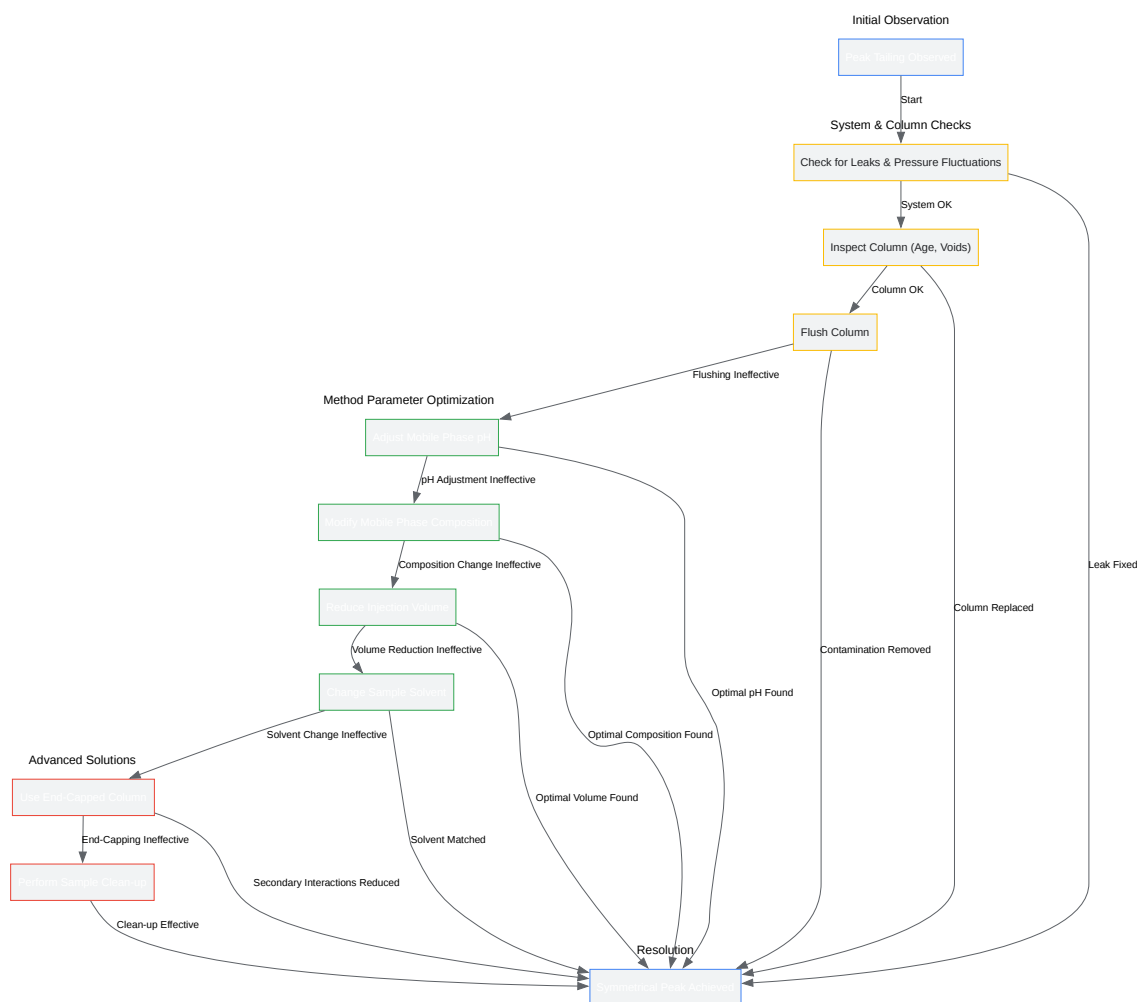 Initial Observation
Peak Tailing Observed
Start
System & Column Checks
Check for Leaks & Pressure Fluctuations
System OK
Inspect Column (Age, Voids)
Column OK
Flush Column
Flushing Ineffective
Method Parameter Optimization
Adjust Mobile Phase pH
pH Adjustment Ineffective
Modify Mobile Phase Composition
Composition Change Ineffective
Leak Fixed
Reduce Injection Volume
Column Replaced
Volume Reduction Ineffective
Contamination Removed
Change Sample Solvent
Optimal pH Found
Solvent Change Ineffective
Optimal Composition Found
Advanced Solutions
Use End-Capped Column
Optimal Volume Found
End-Capping Ineffective
Solvent Matched
Perform Sample Clean-up
Secondary Interactions Reduced
Clean-up Effective
Resolution
Symmetrical Peak Achieved